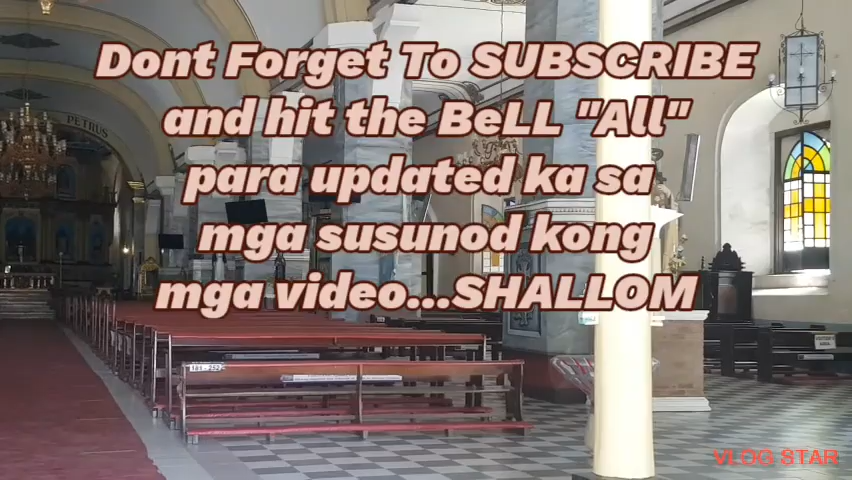 PETRUS
Dont Forget To SUBSCRIBE
and hit the BeLL "All"
para updated ka sa
mga susunod kong
mga video...SHALLOM
VLOG STAR